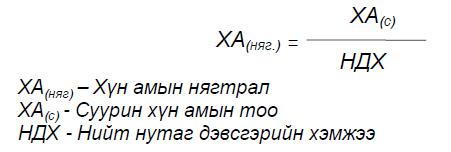 ХА(с)
ХА(няг.) =
НДХ
ХА(няг) – Хүн амын нягтрал
ХА(с) - Суурин хүн амын тоо
НДХ - Нийт нутаг дэвсгэрийн хэмжээ